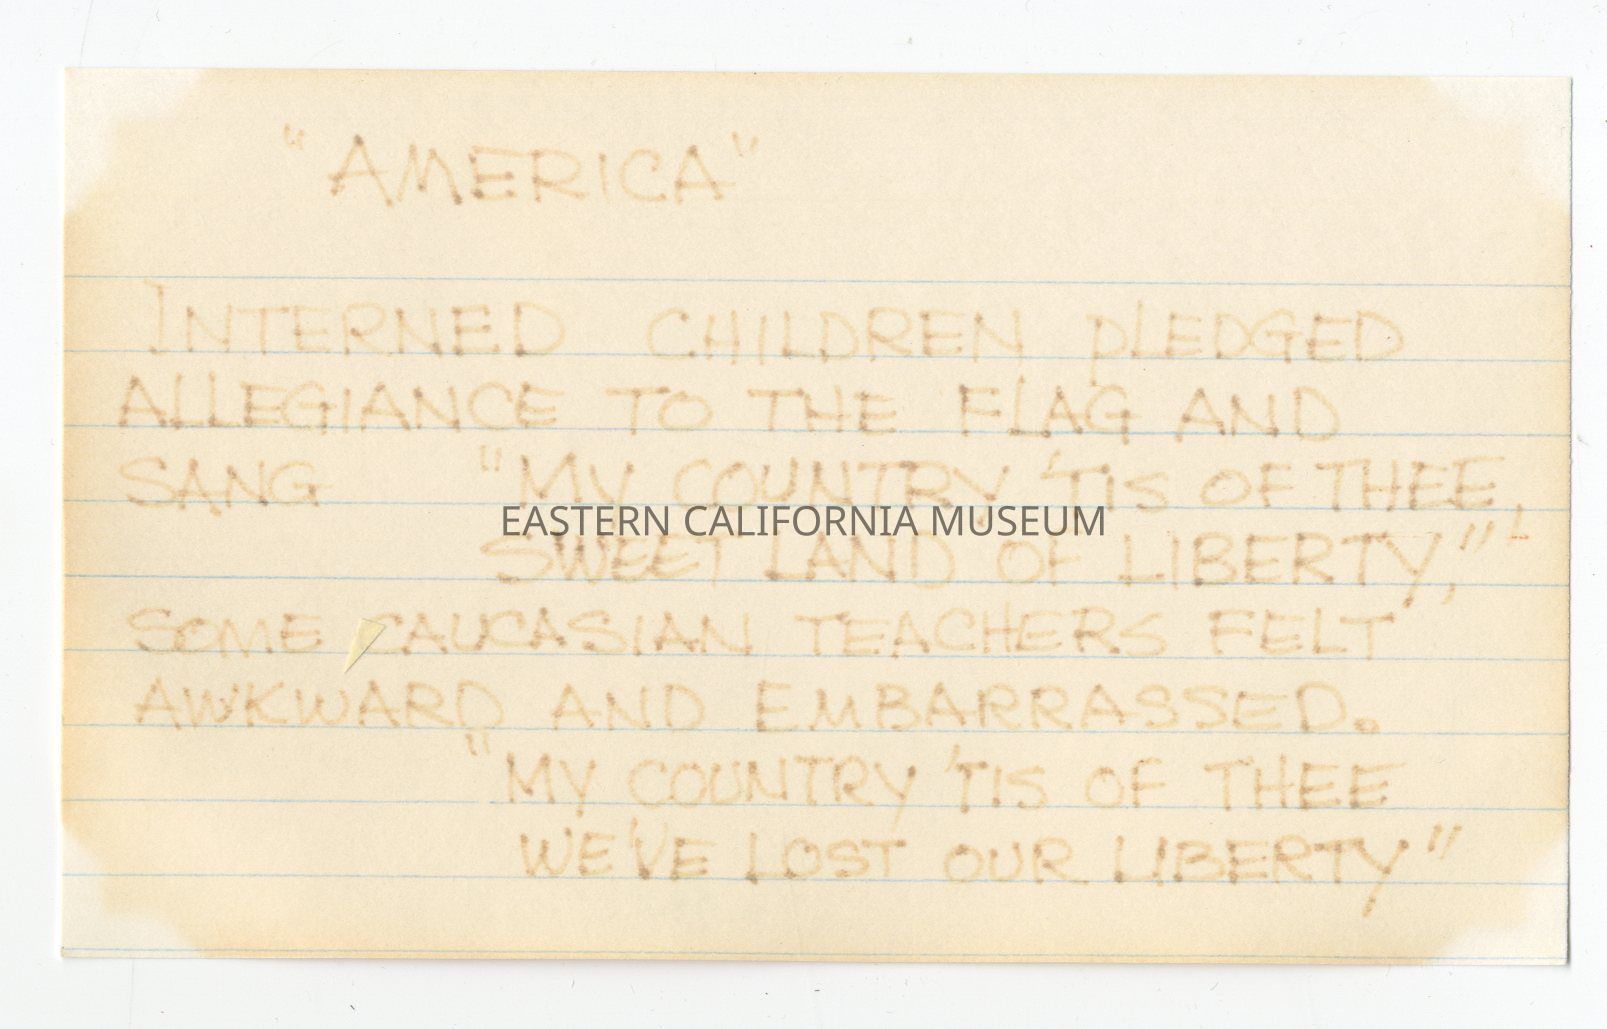 "AMERICA"
INTERNED CHILDREN pLEDGED
ALLEGIANCE TO THE FLAG AND
SANG "MY COUNTRY 'TIS OF THEE,
EASTERN CALIFORNIA MUSEUM
SWEET LAND OF LIBERTY,"
SOME CAUCASIAN TEACHERS FELT
AWKWARD AND EMBARRASSED.
"MY COUNTRY 'TIS OF THEE
WE'VE LOST OUR LIBERTY"